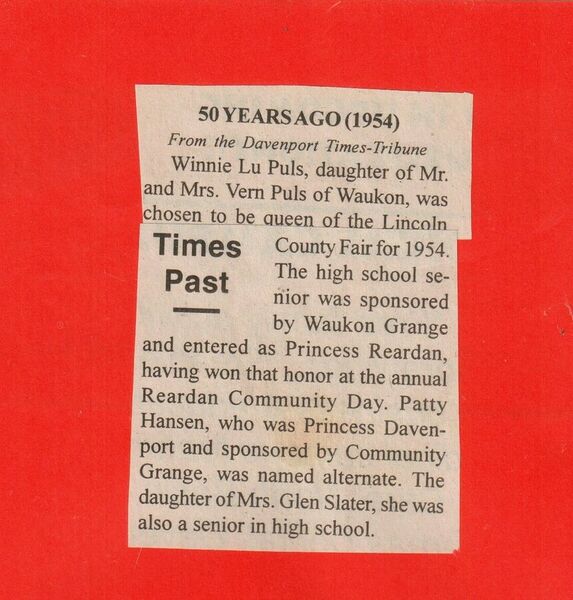 50 YEARS AGO (1954)
From the Davenport Times-Tribune
Winnie Lu Puls, daughter of Mr.
and Mrs. Vern Puls of Waukon, was
chosen to be queen of the Lincoln
Times
Past
County Fair for 1954.
The high school se-
nior was sponsored
by Waukon Grange
and entered as Princess Reardan,
having won that honor at the annual
Reardan Community Day. Patty
Hansen, who was Princess Daven-
port and sponsored by Community
Grange, was named alternate. The
daughter of Mrs. Glen Slater, she was
also a senior in high school.